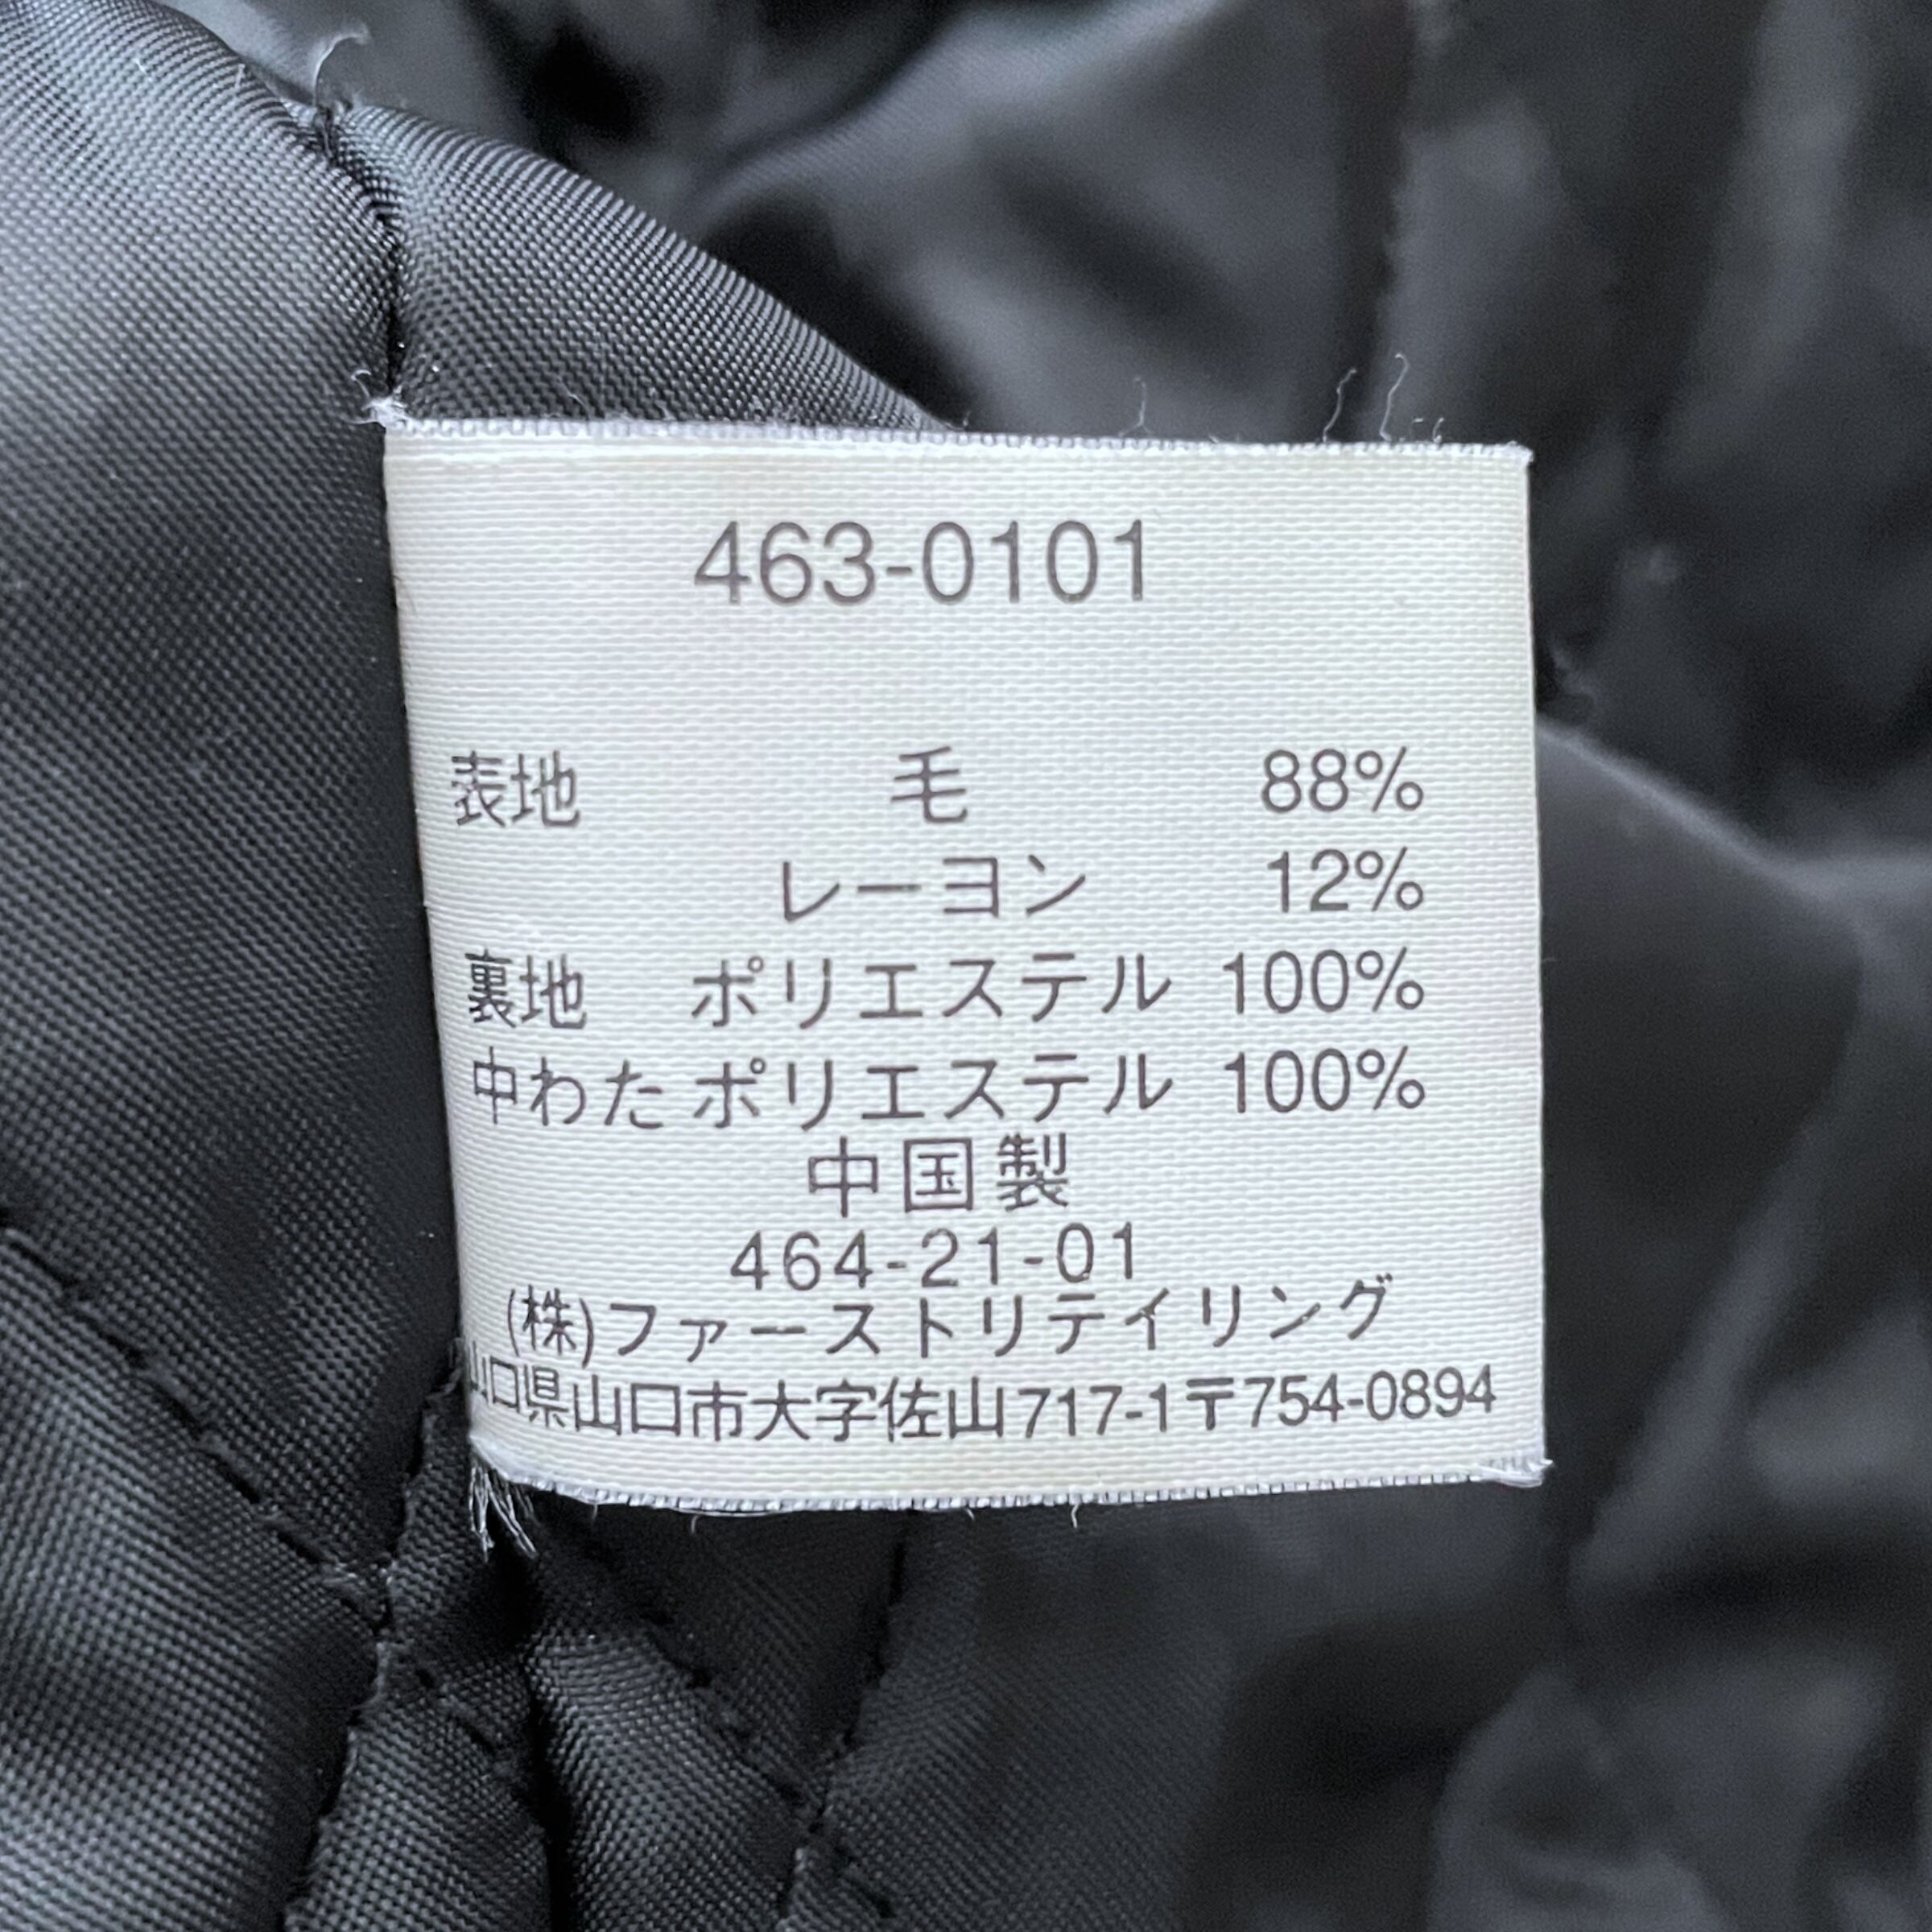 463-0101
表地 毛 88%
レーヨン 12%
裏地 ポリエステル 100%
中わた ポリエステル 100%
中国製
464-21-01
(株)ファーストリテイリング
山口県山口市大字佐山717-1〒754-0894